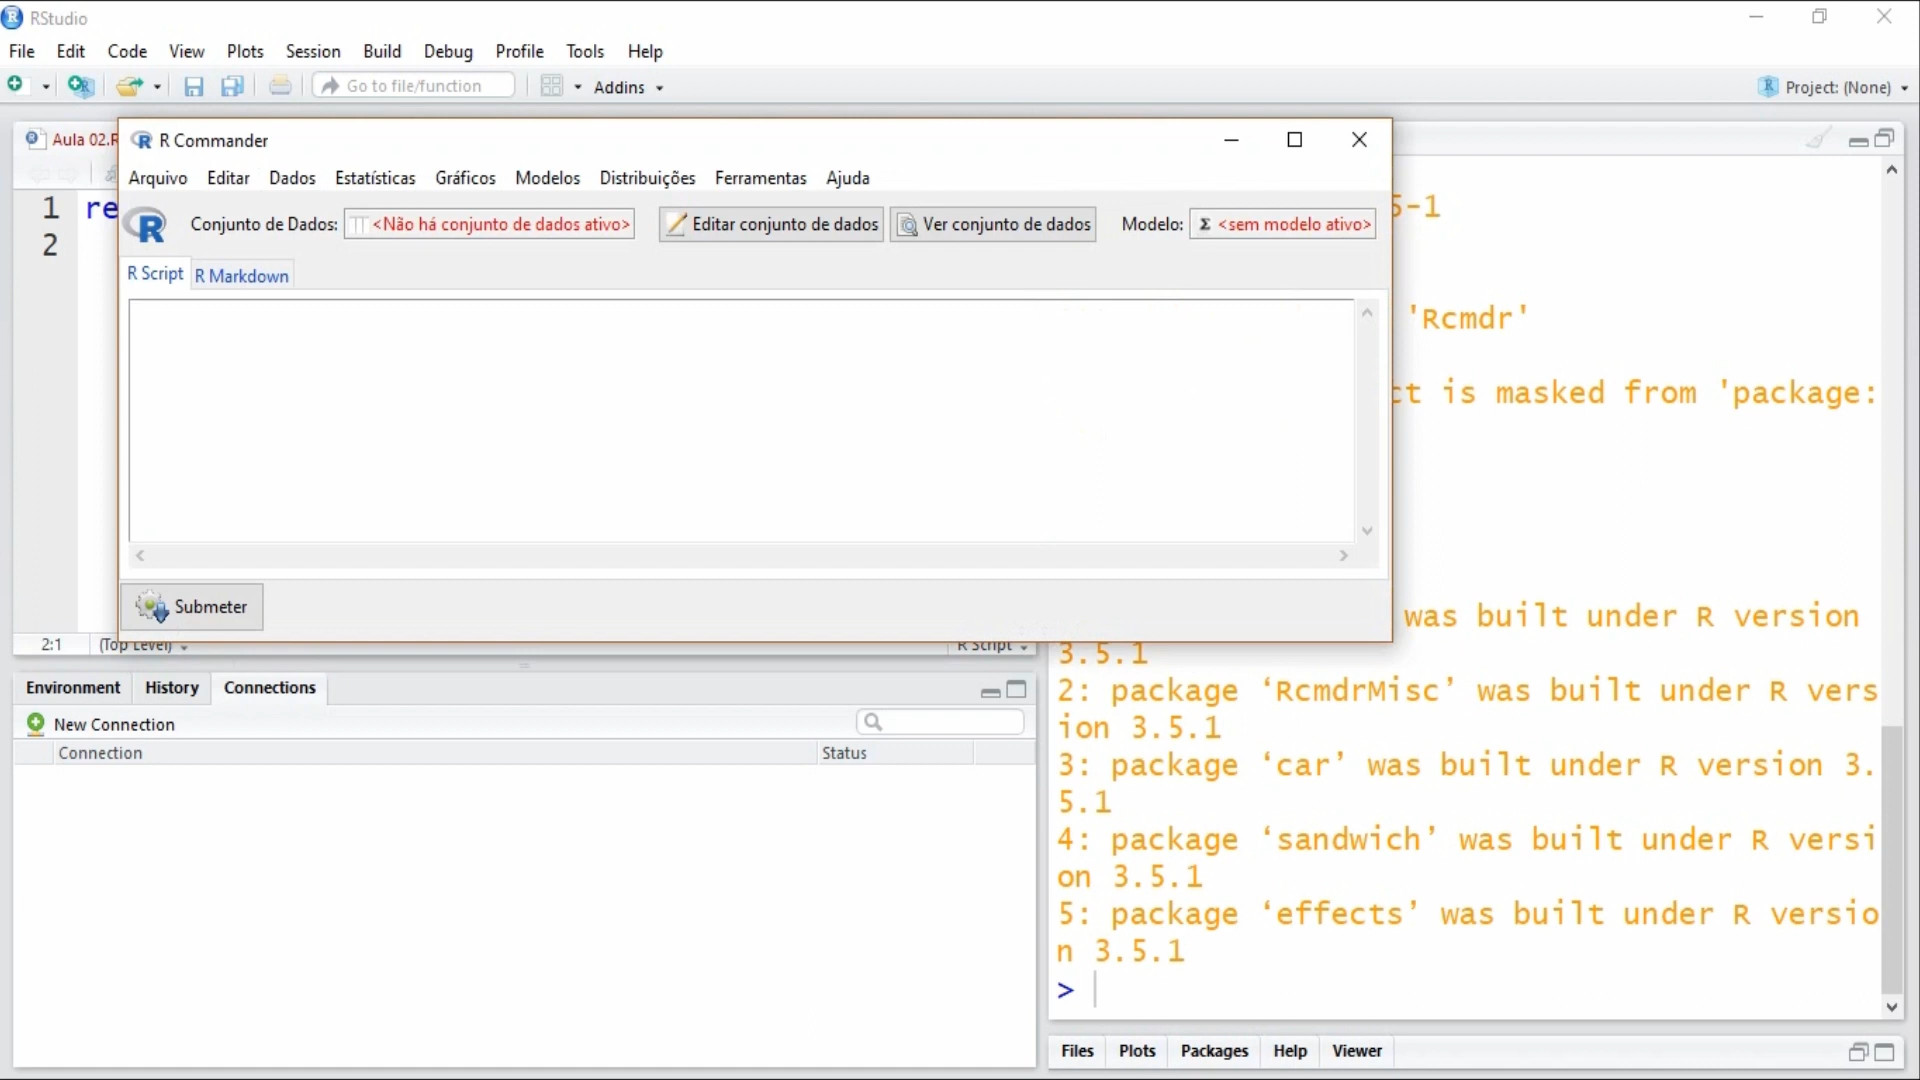 RStudio
File Edit Code View Plots Session Build Debug Profile Tools Help
Go to file/function Addins Project: (None)
Aula 02.R
R Commander
Arquivo Editar Dados Estatísticas Gráficos Modelos Distribuições Ferramentas Ajuda
Conjunto de Dados: <Não há conjunto de dados ativo> Editar conjunto de dados Ver conjunto de dados Modelo: Σ <sem modelo ativo>
R Script R Markdown
Submeter
1 re
2
2:1 (Top Level) R Script
Environment History Connections
New Connection
Connection Status
5-1
'Rcmdr'
ct is masked from 'package:
was built under R version
3.5.1
2: package ‘RcmdrMisc’ was built under R vers
ion 3.5.1
3: package ‘car’ was built under R version 3.
5.1
4: package ‘sandwich’ was built under R versi
on 3.5.1
5: package ‘effects’ was built under R versio
n 3.5.1
>
Files Plots Packages Help Viewer